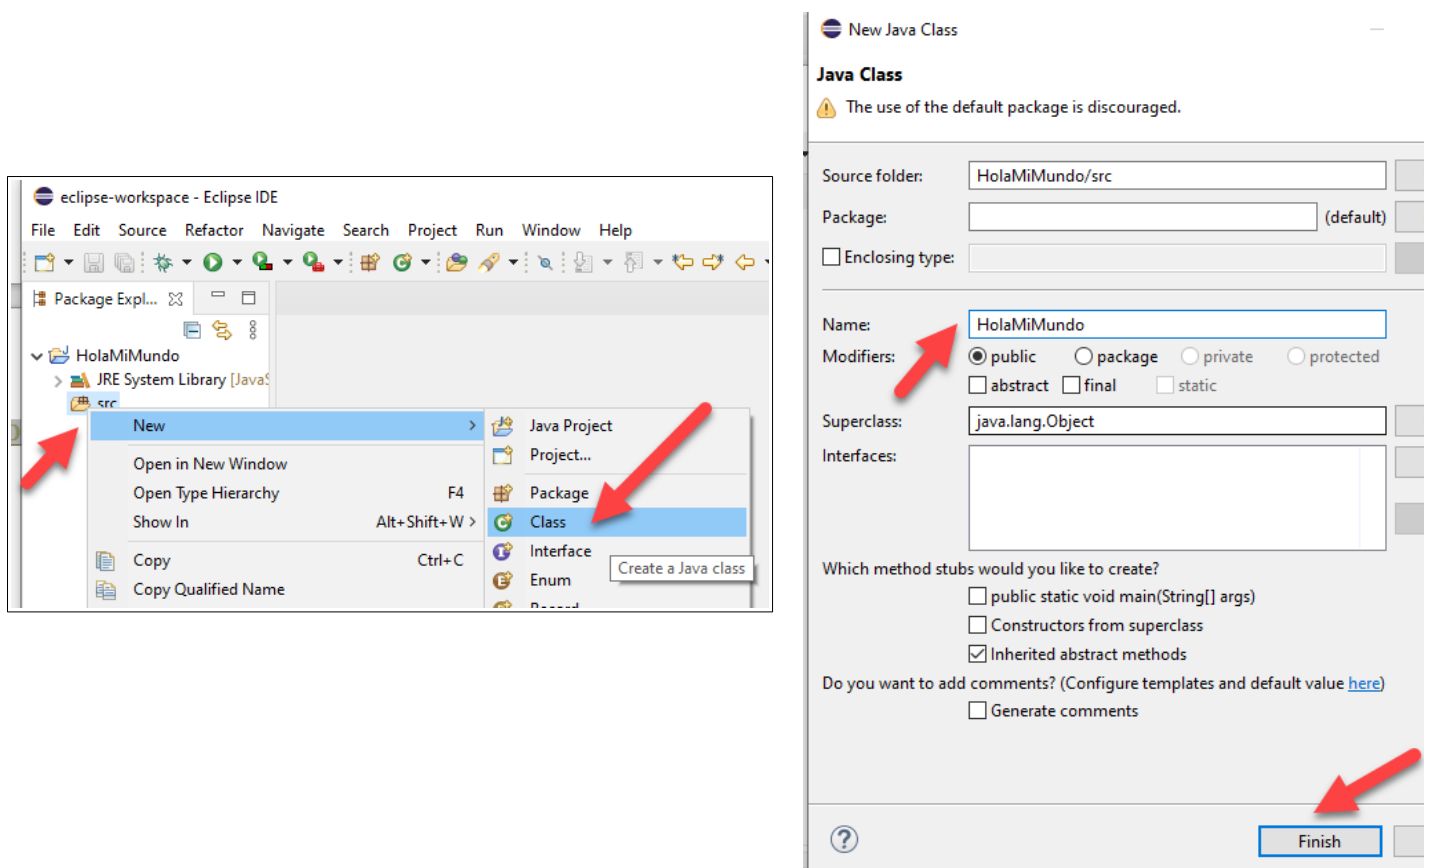 eclipse-workspace - Eclipse IDE
File Edit Source Refactor Navigate Search Project Run Window Help
Package Expl...
HolaMiMundo
JRE System Library [JavaS
src
New
Open in New Window
Open Type Hierarchy F4
Show In Alt+Shift+W >
Copy Ctrl+C
Copy Qualified Name
Java Project
Project...
Package
Class
Interface
Enum
Record
Create a Java class
New Java Class
Java Class
The use of the default package is discouraged.
Source folder: HolaMiMundo/src
Package: (default)
Enclosing type:
Name: HolaMiMundo
Modifiers: public package private protected
abstract final static
Superclass: java.lang.Object
Interfaces:
Which method stubs would you like to create?
public static void main(String[] args)
Constructors from superclass
Inherited abstract methods
Do you want to add comments? (Configure templates and default value here)
Generate comments
Finish